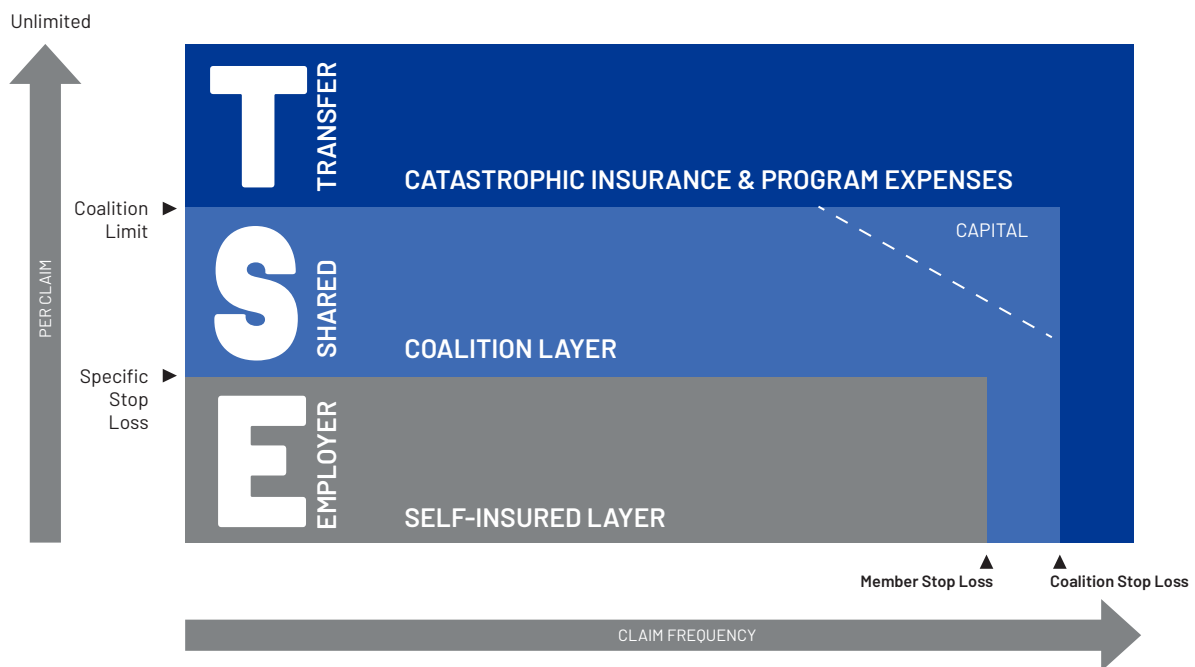 Unlimited
T
TRANSFER
CATASTROPHIC INSURANCE & PROGRAM EXPENSES
Coalition
Limit
CAPITAL
PER CLAIM
S
SHARED
COALITION LAYER
Specific
Stop
Loss
E
EMPLOYER
SELF-INSURED LAYER
Member Stop Loss
Coalition Stop Loss
CLAIM FREQUENCY